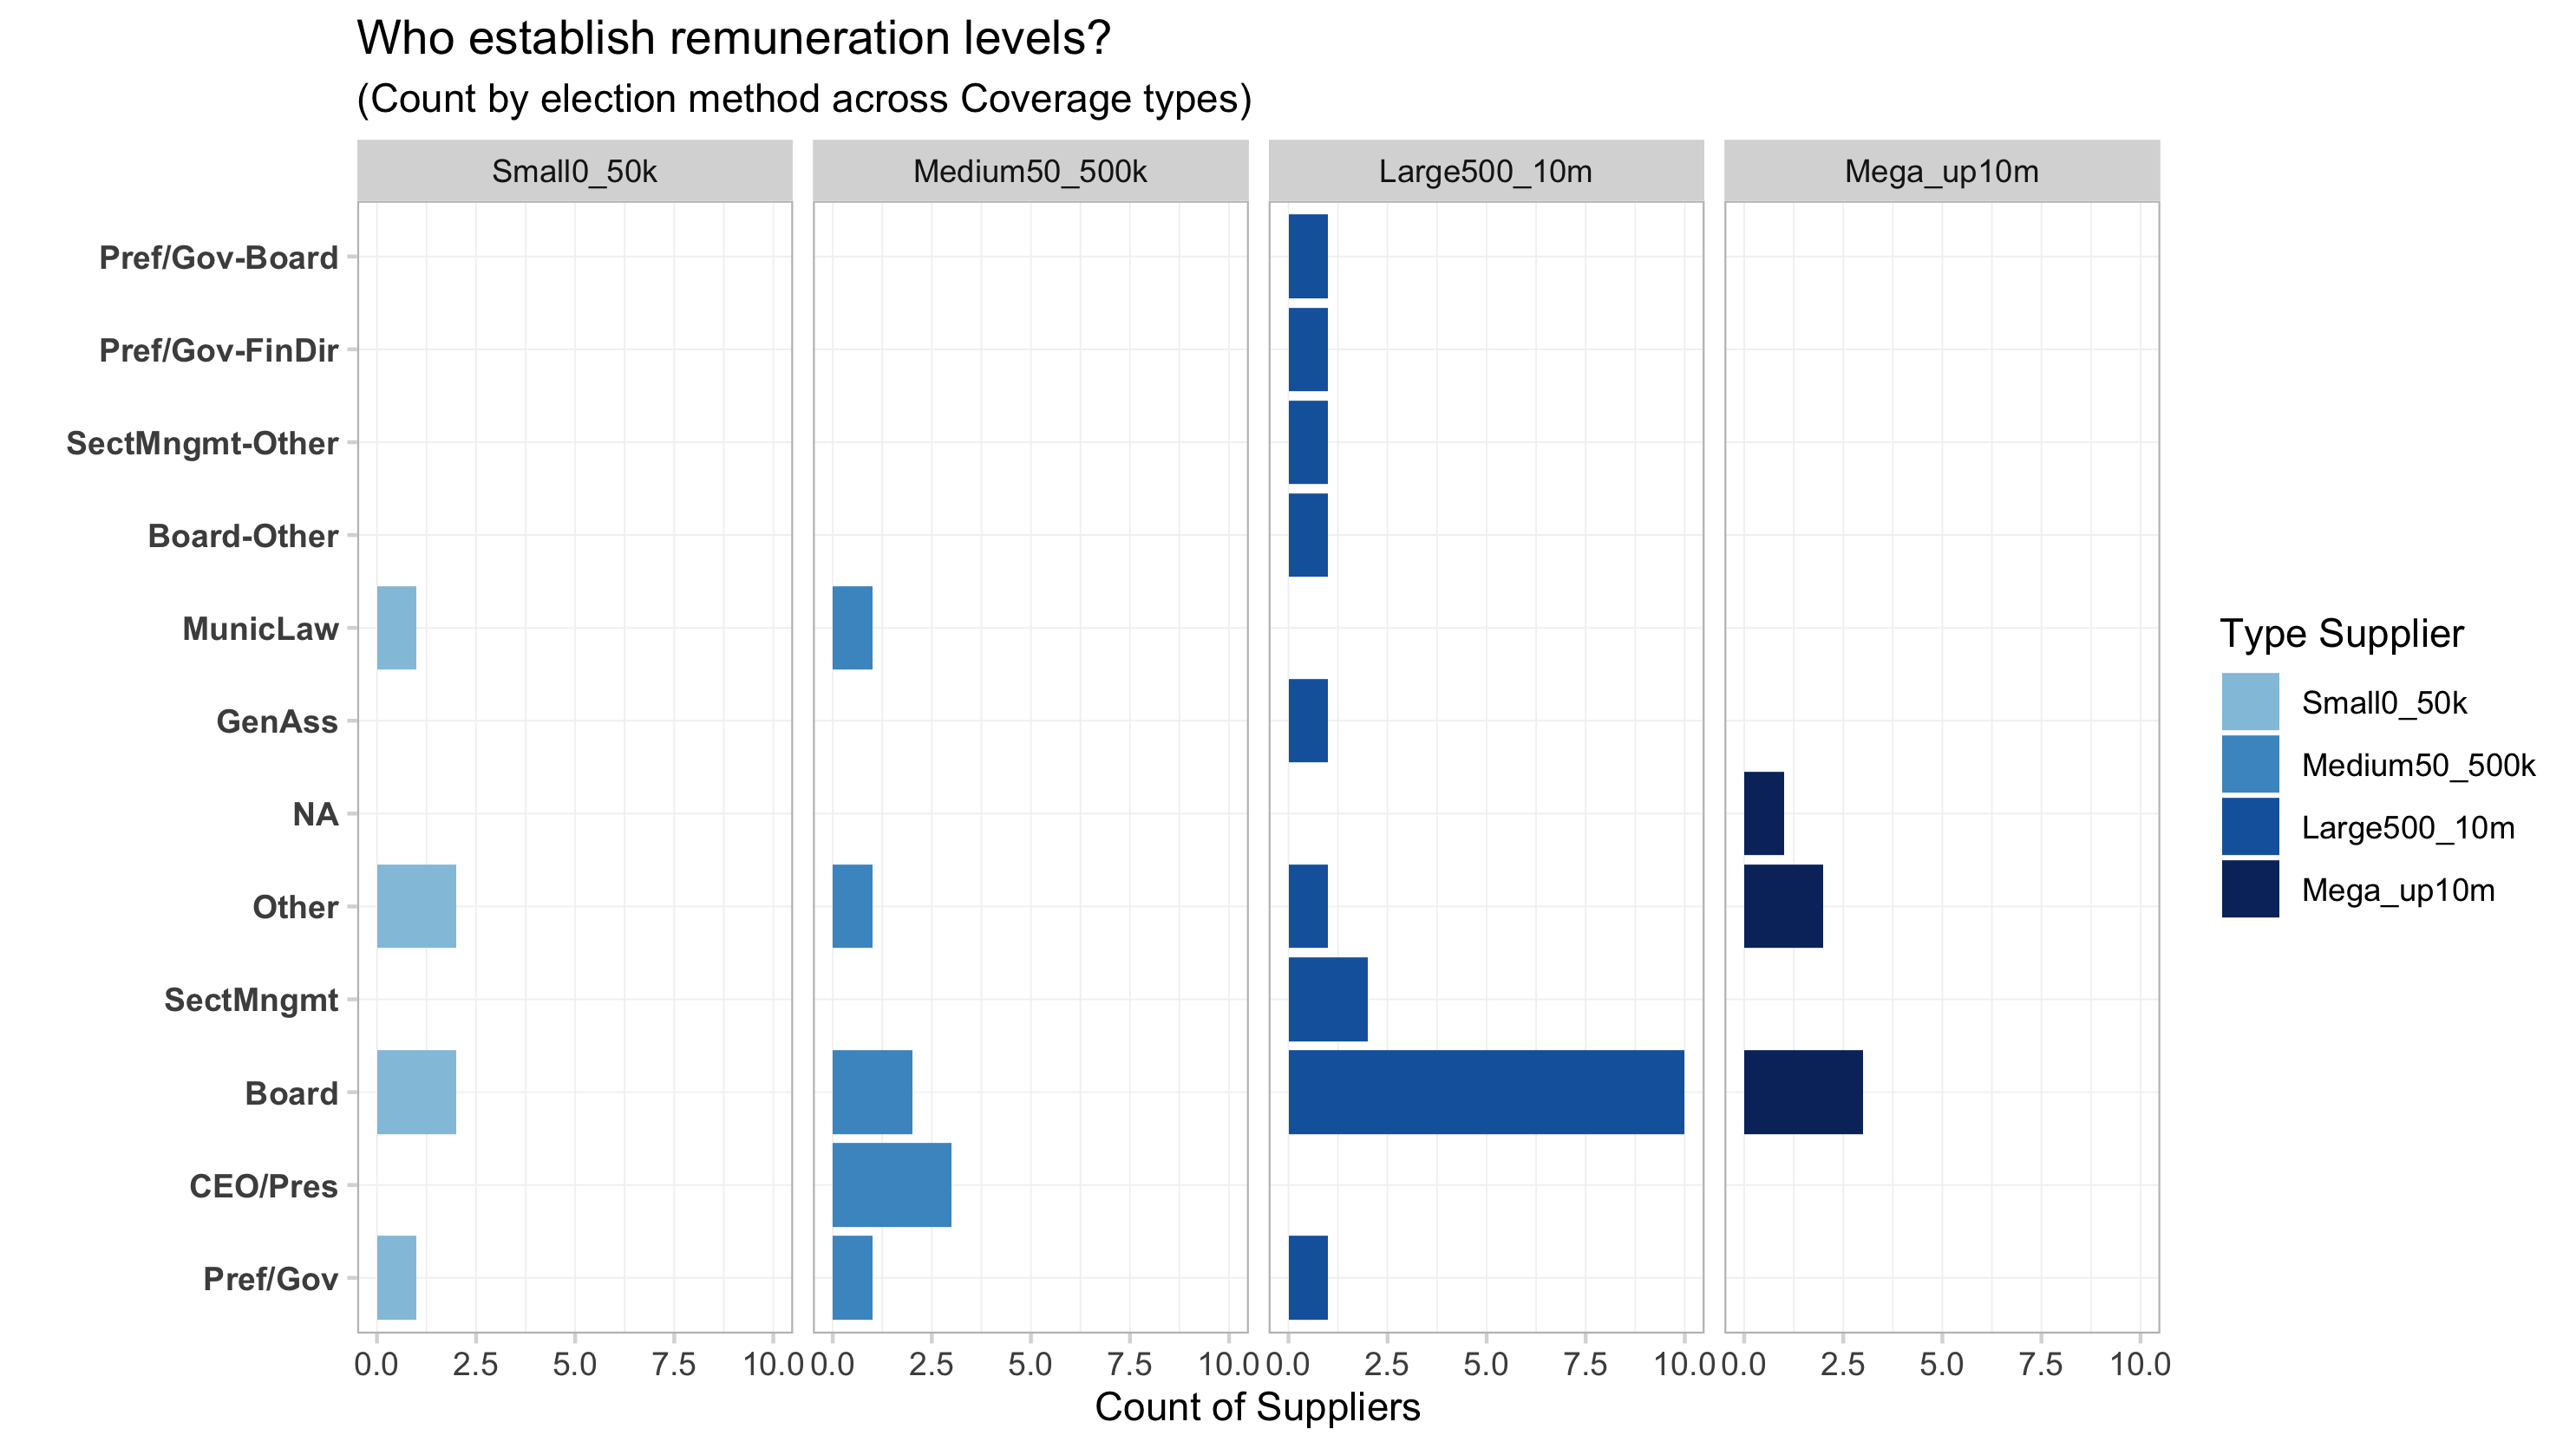 Who establish remuneration levels?
(Count by election method across Coverage types)
Small0_50k
Medium50_500k
Large500_10m
Mega_up10m
Pref/Gov-Board
Pref/Gov-FinDir
SectMngmt-Other
Board-Other
MunicLaw
GenAss
NA
Other
SectMngmt
Board
CEO/Pres
Pref/Gov
0.0 2.5 5.0 7.5 10.0
0.0 2.5 5.0 7.5 10.0
0.0 2.5 5.0 7.5 10.0
0.0 2.5 5.0 7.5 10.0
Count of Suppliers
Type Supplier
Small0_50k
Medium50_500k
Large500_10m
Mega_up10m